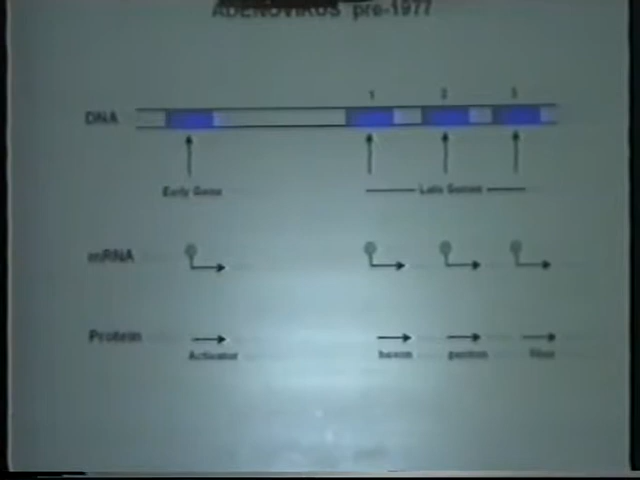 ADENOVIRUS pre-1977
1 2 3
DNA
Early Gene Late Genes
mRNA
Protein
Activator hexon penton fiber